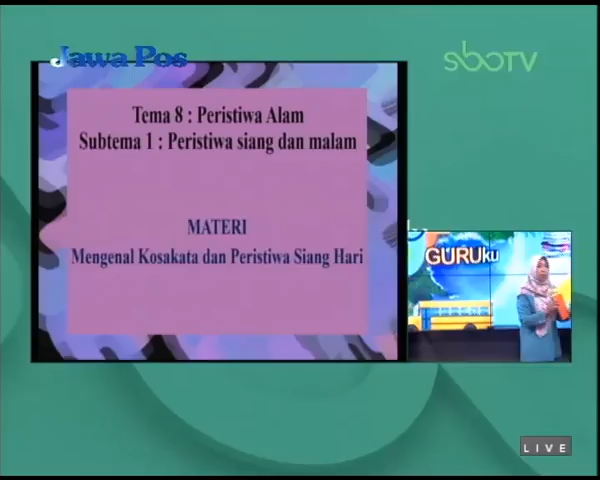 Jawa Pos
sboTV
Tema 8 : Peristiwa Alam
Subtema 1 : Peristiwa siang dan malam
MATERI
Mengenal Kosakata dan Peristiwa Siang Hari
GURUku
LIVE